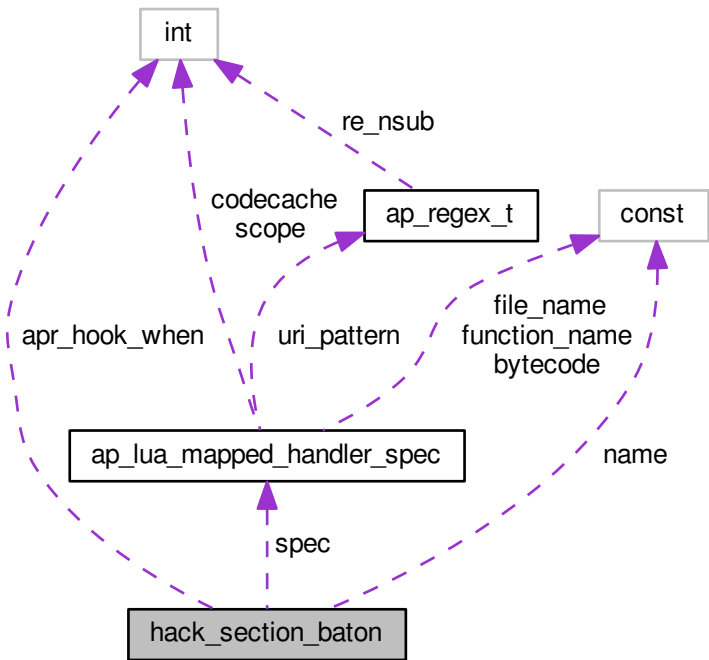 int
re_nsub
codecache
scope
ap_regex_t
const
apr_hook_when
uri_pattern
file_name
function_name
bytecode
ap_lua_mapped_handler_spec
name
spec
hack_section_baton